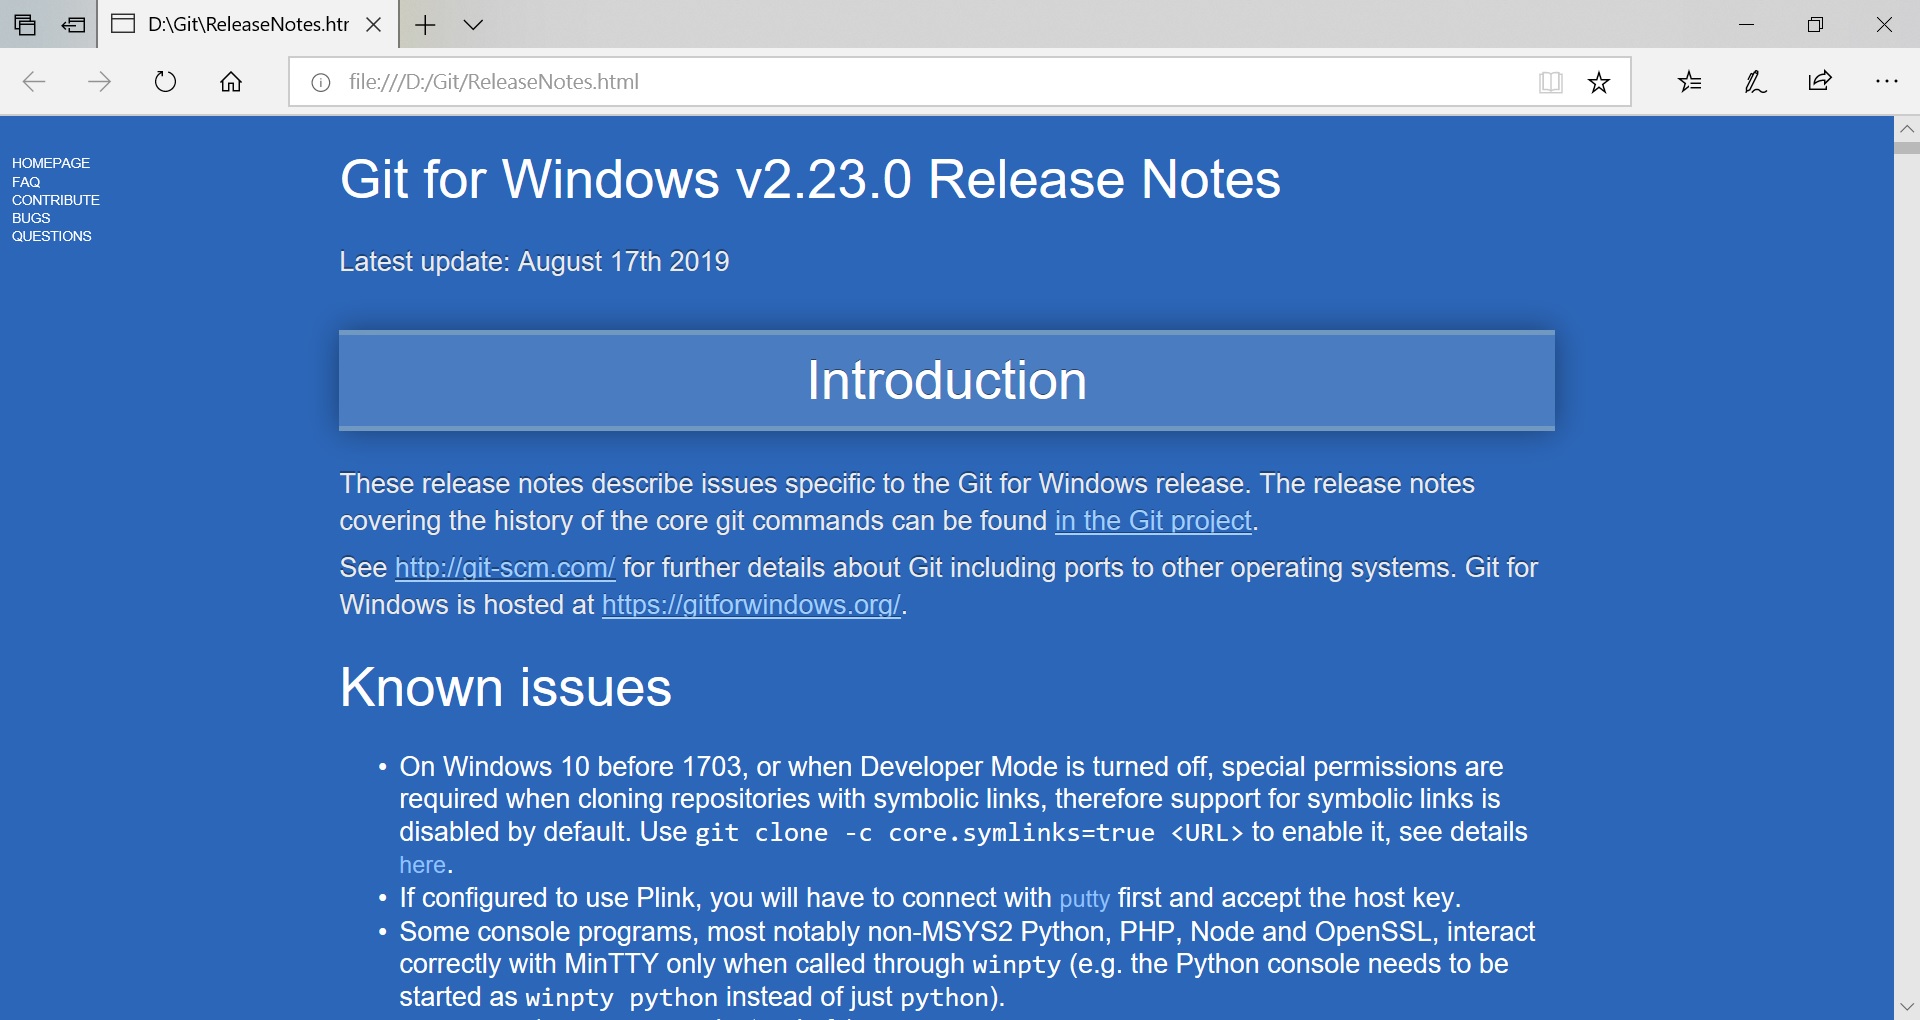 D:\Git\ReleaseNotes.htr
file:///D:/Git/ReleaseNotes.html
HOMEPAGE
FAQ
CONTRIBUTE
BUGS
QUESTIONS
Git for Windows v2.23.0 Release Notes
Latest update: August 17th 2019
Introduction
These release notes describe issues specific to the Git for Windows release. The release notes
covering the history of the core git commands can be found in the Git project.
See http://git-scm.com/ for further details about Git including ports to other operating systems. Git for
Windows is hosted at https://gitforwindows.org/.
Known issues
• On Windows 10 before 1703, or when Developer Mode is turned off, special permissions are
required when cloning repositories with symbolic links, therefore support for symbolic links is
disabled by default. Use git clone -c core.symlinks=true <URL> to enable it, see details
here.
• If configured to use Plink, you will have to connect with putty first and accept the host key.
• Some console programs, most notably non-MSYS2 Python, PHP, Node and OpenSSL, interact
correctly with MinTTY only when called through winpty (e.g. the Python console needs to be
started as winpty python instead of just python).